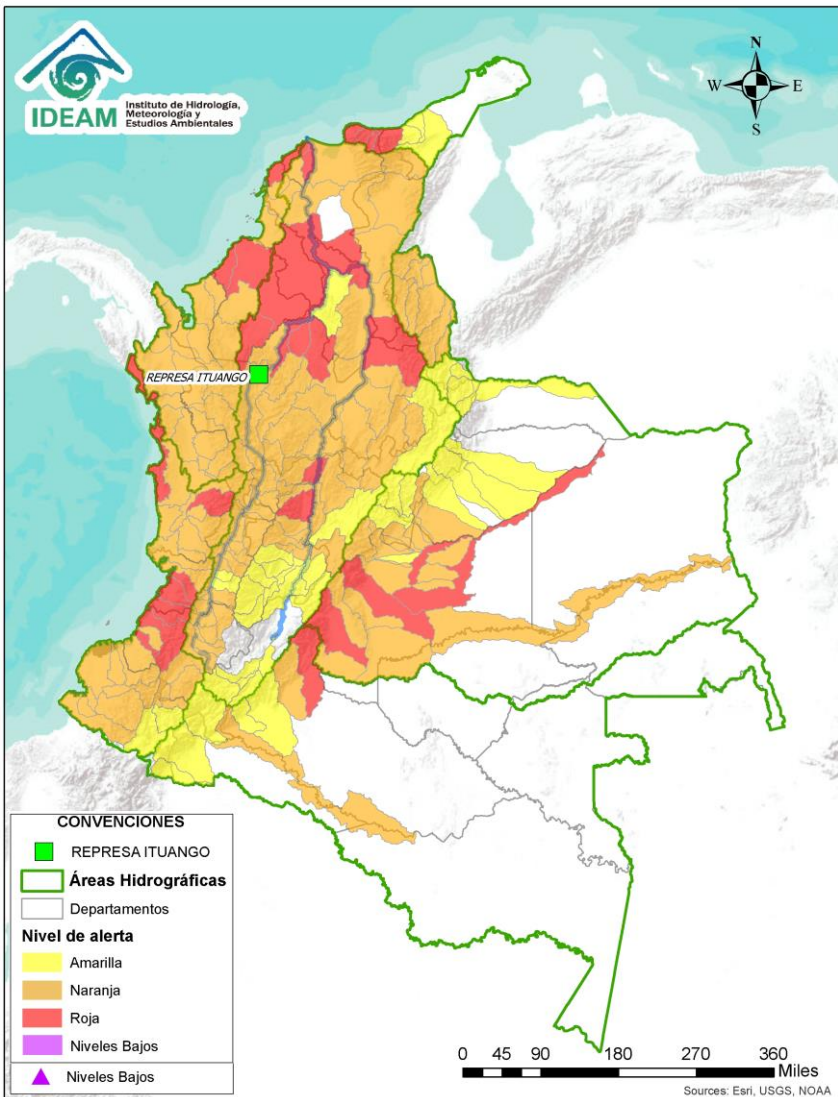 IDEAM
Instituto de Hidrología,
Meteorología y
Estudios Ambientales
N
W
E
S
REPRESA ITUANGO
CONVENCIONES
REPRESA ITUANGO
Áreas Hidrográficas
Departamentos
Nivel de alerta
Amarilla
Naranja
Roja
Niveles Bajos
Niveles Bajos
0 45 90 180 270 360
Miles
Sources: Esri, USGS, NOAA